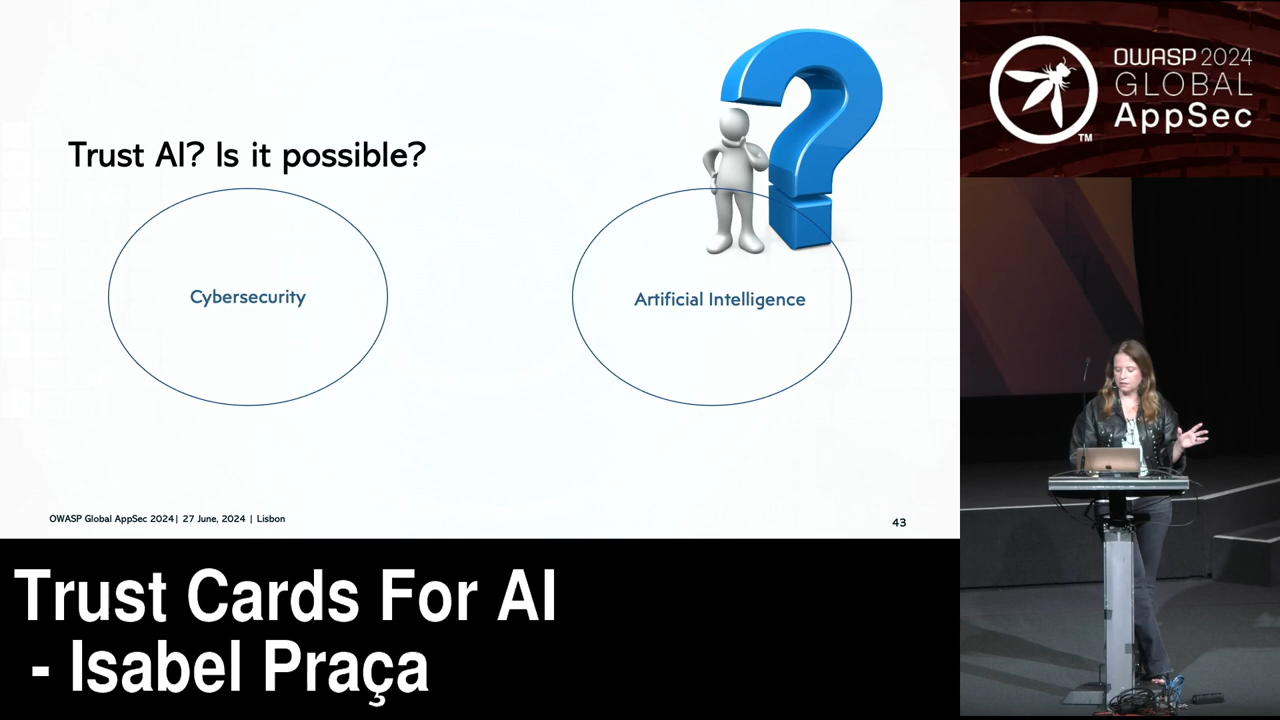 Trust AI? Is it possible?
Cybersecurity
Artificial Intelligence
OWASP Global AppSec 2024| 27 June, 2024 | Lisbon
43
OWASP 2024
GLOBAL
AppSec
TM
Trust Cards For AI
- Isabel Praça